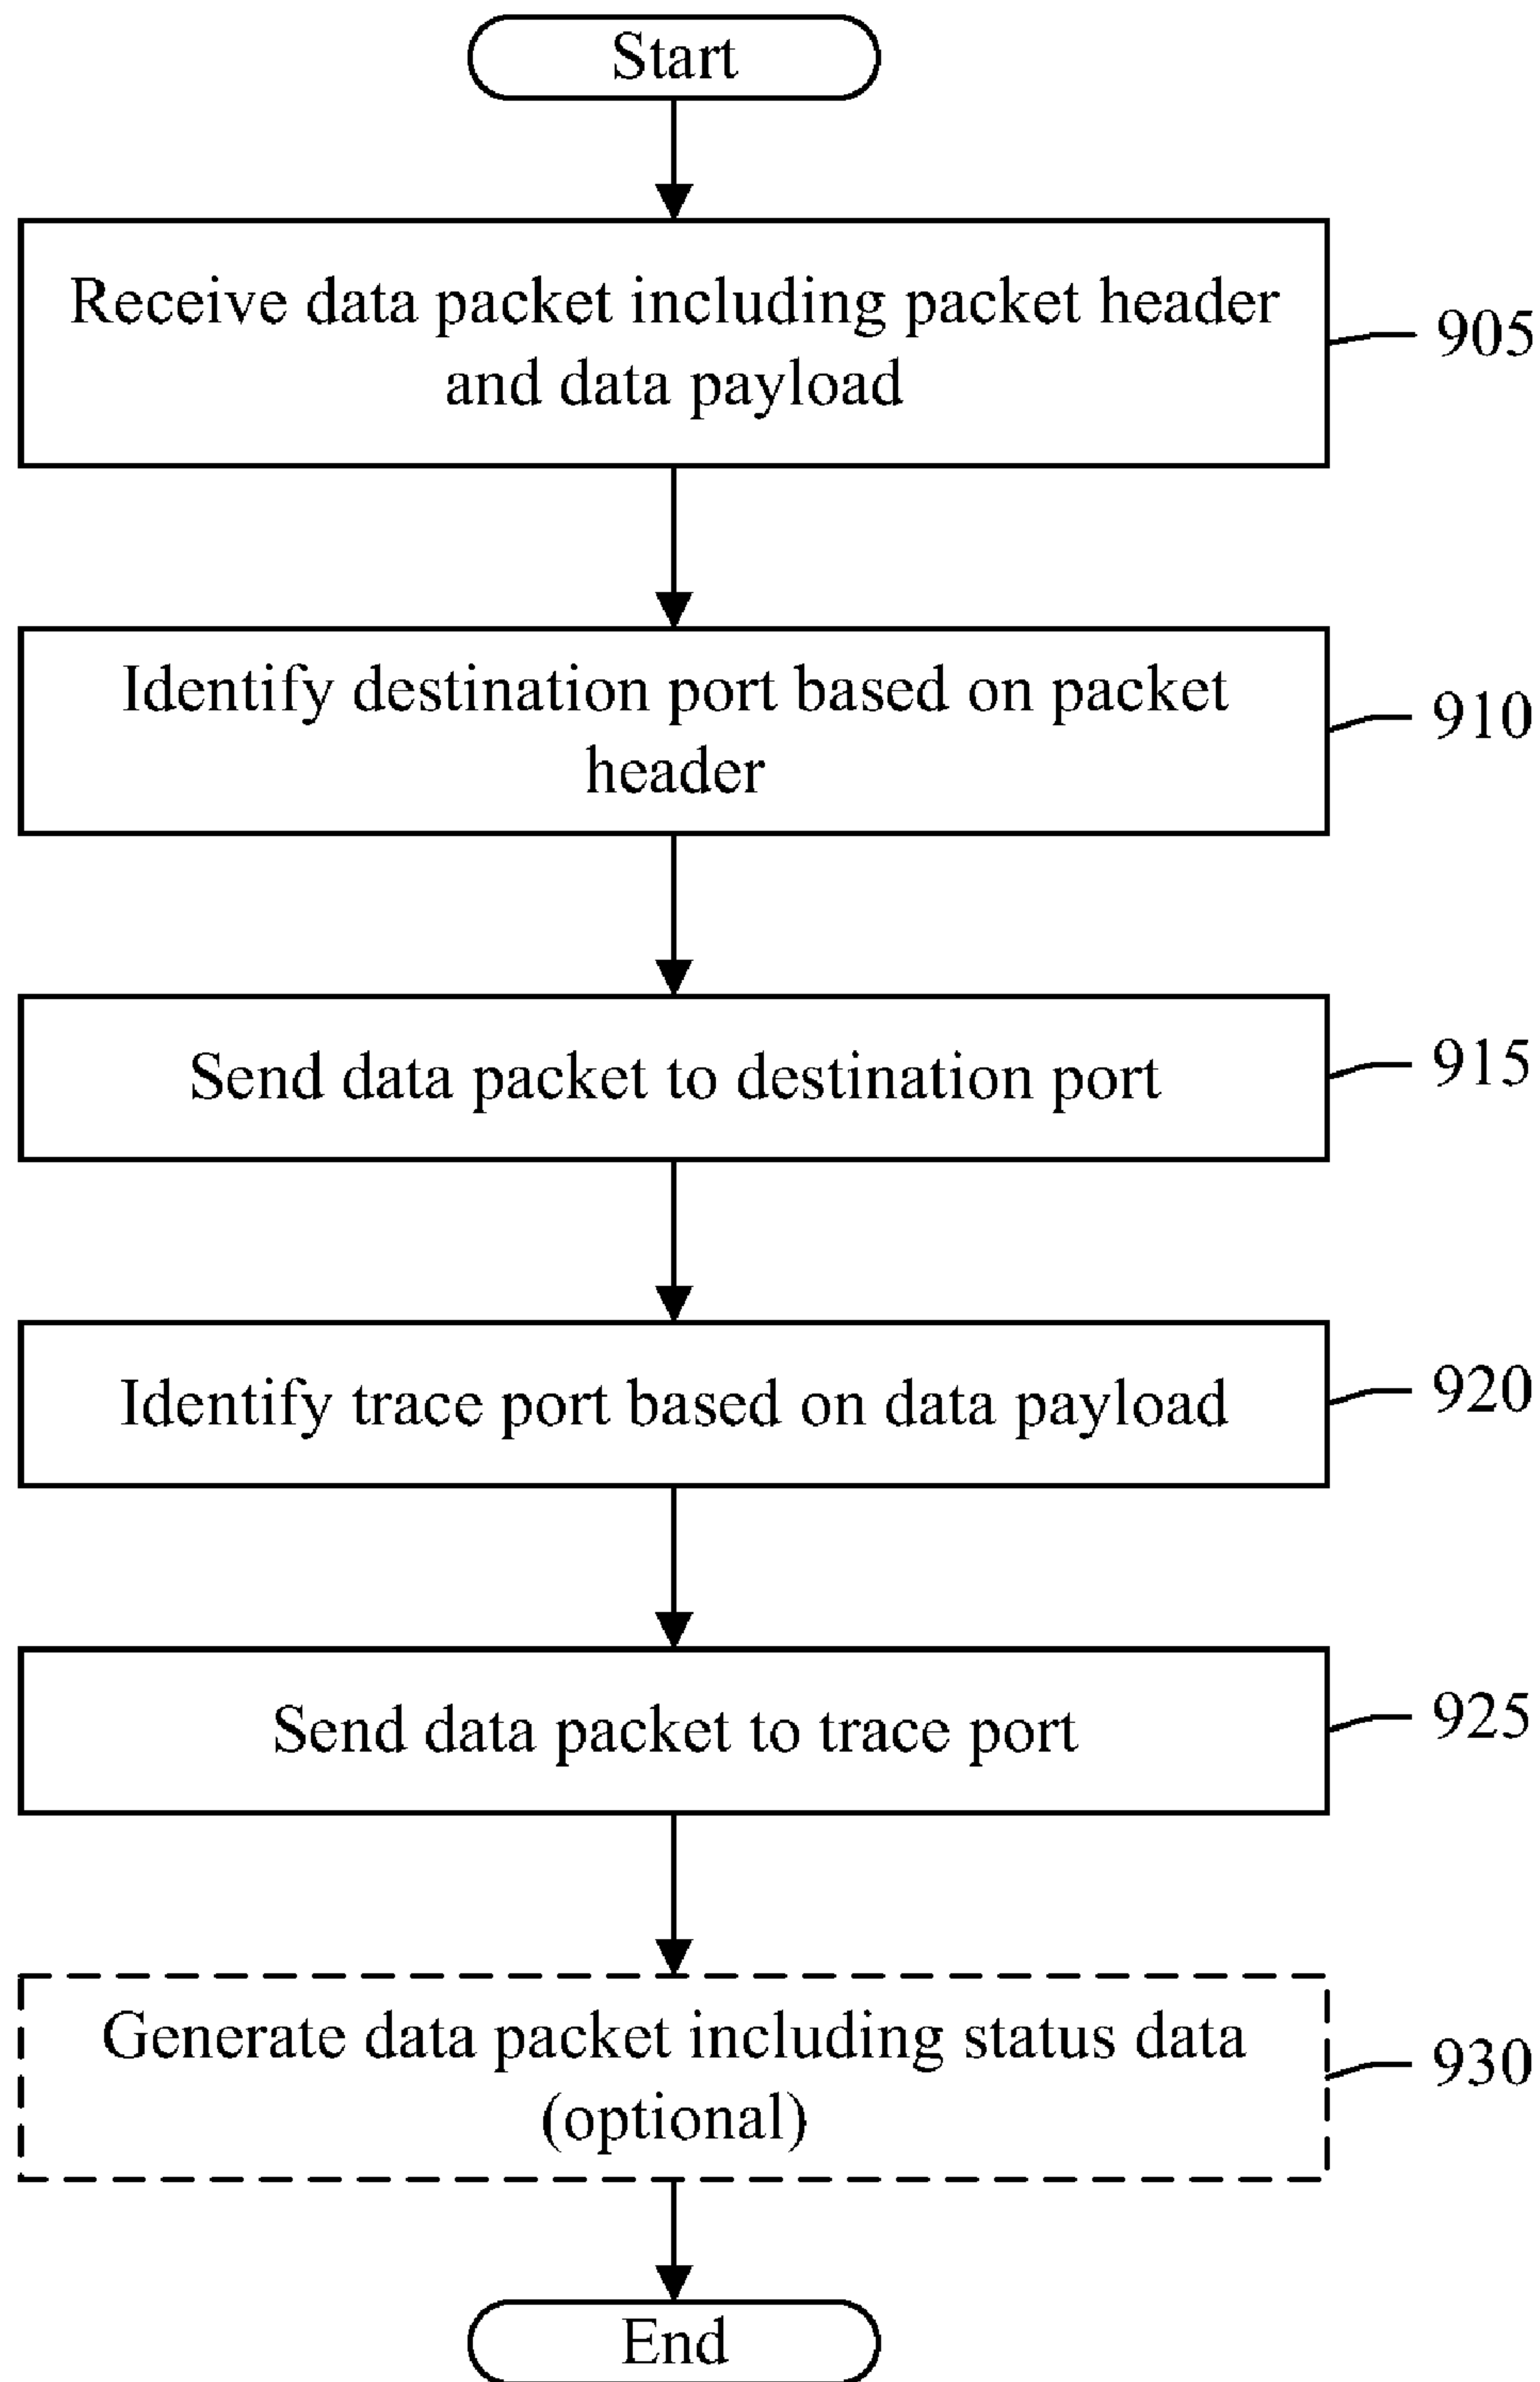 Start
Receive data packet including packet header
and data payload
905
Identify destination port based on packet
header
910
Send data packet to destination port
915
Identify trace port based on data payload
920
Send data packet to trace port
925
Generate data packet including status data
(optional)
930
End